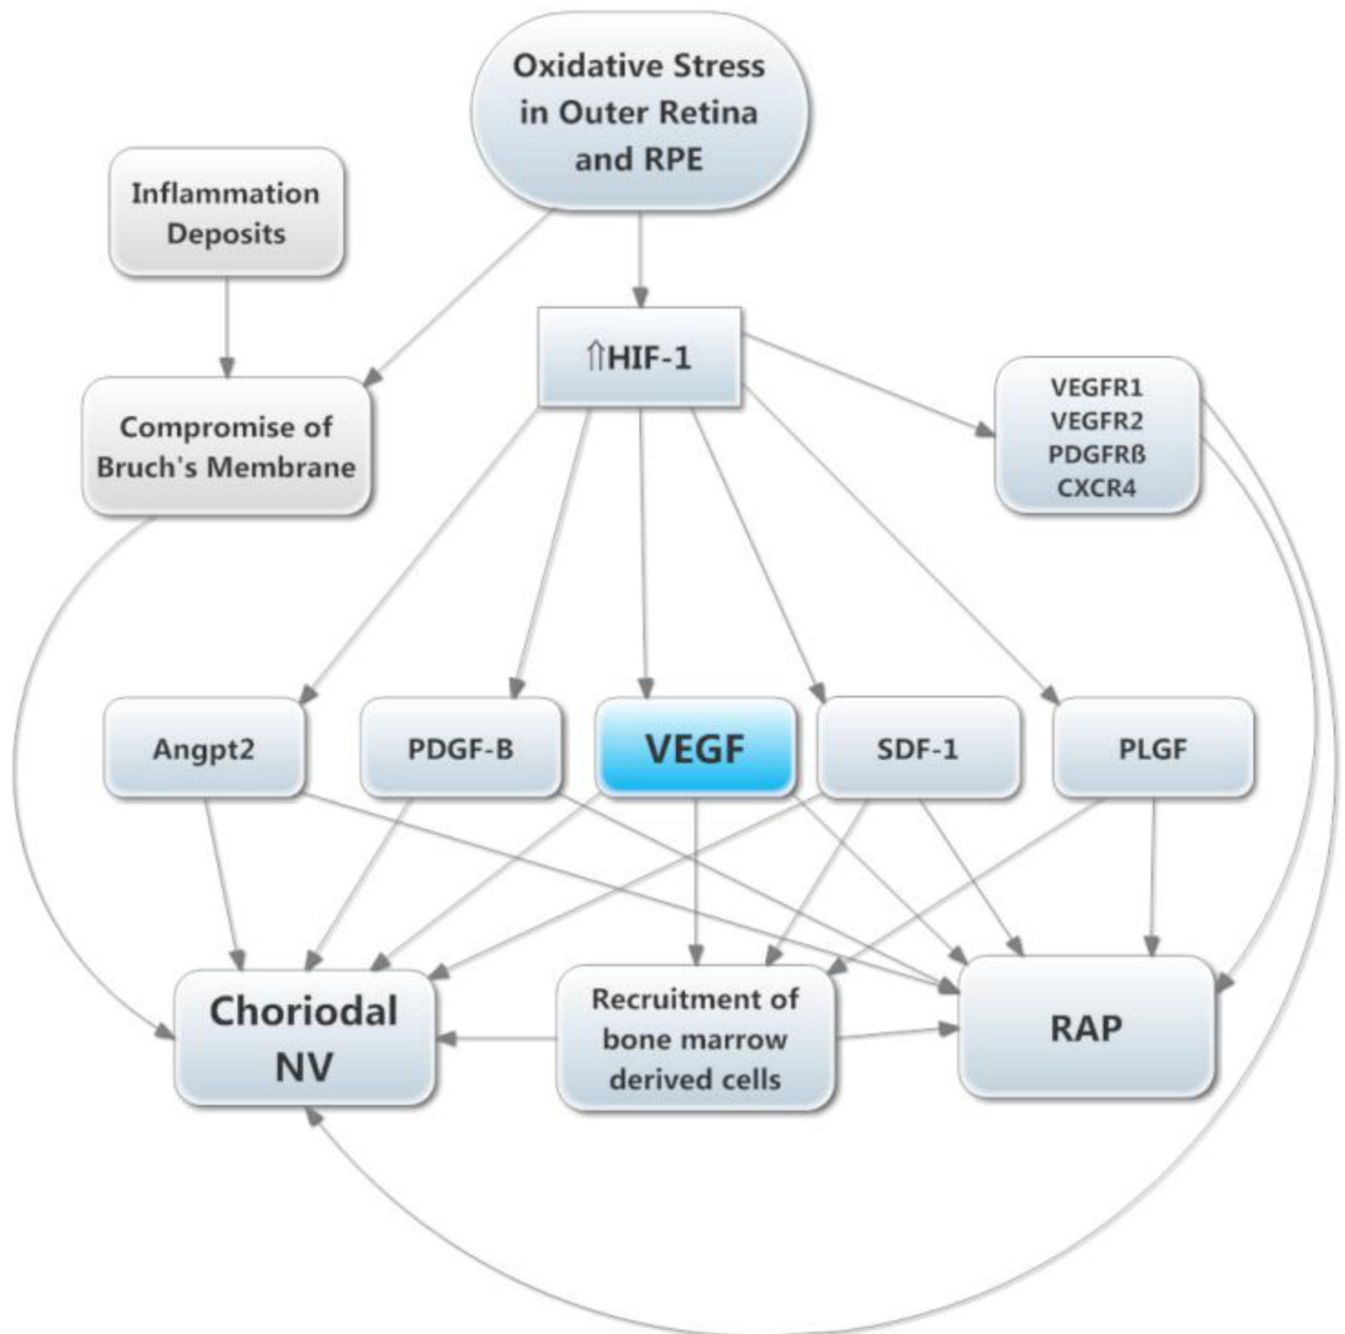 Oxidative Stress
in Outer Retina
and RPE
Inflammation
Deposits
⇑HIF-1
VEGFR1
VEGFR2
PDGFRß
CXCR4
Compromise of
Bruch's Membrane
Angpt2
PDGF-B
VEGF
SDF-1
PLGF
Choriodal
NV
Recruitment of
bone marrow
derived cells
RAP